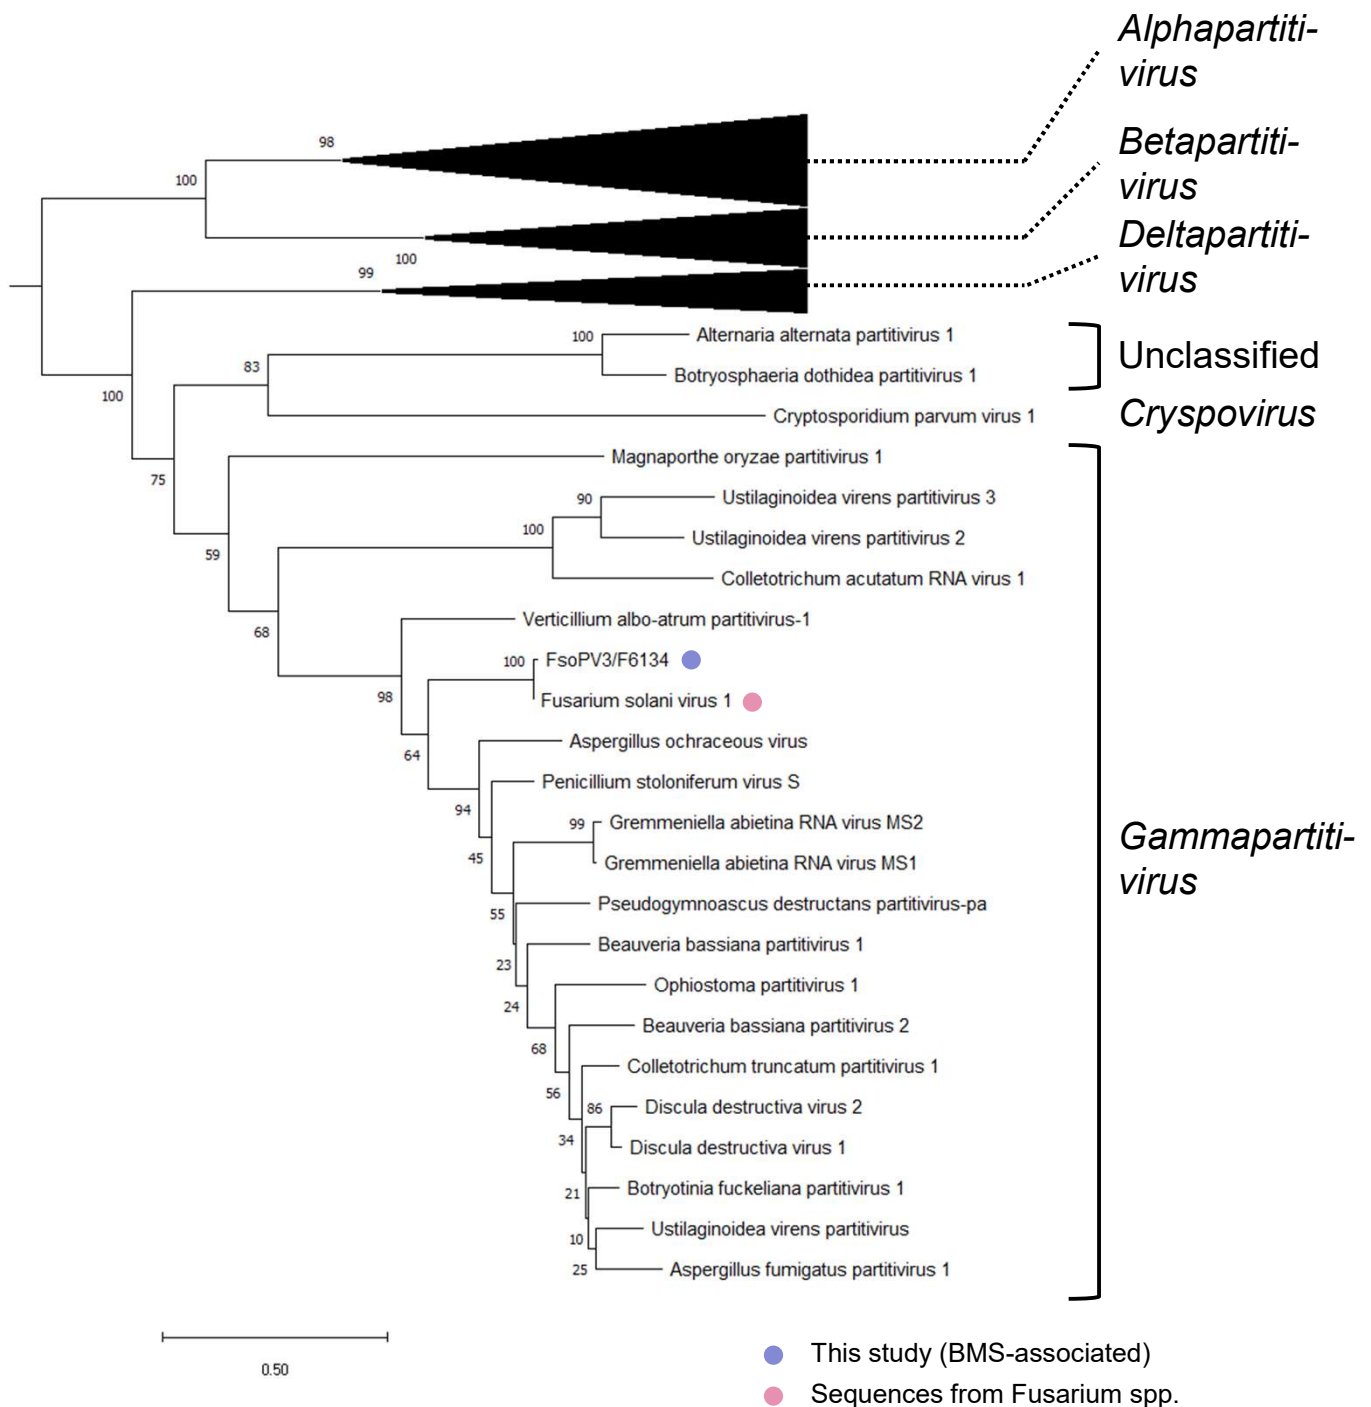 Alphapartiti-
virus
Betapartiti-
virus
Deltapartiti-
virus
98
100
100
99
100
Alternaria alternata partitivirus 1
Botryosphaeria dothidea partitivirus 1
Unclassified
83
100
Cryptosporidium parvum virus 1
Cryspovirus
75
Magnaporthe oryzae partitivirus 1
90
Ustilaginoidea virens partitivirus 3
100
Ustilaginoidea virens partitivirus 2
59
Colletotrichum acutatum RNA virus 1
68
Verticillium albo-atrum partitivirus-1
100
FsoPV3/F6134
98
Fusarium solani virus 1
64
Aspergillus ochraceous virus
94
Penicillium stoloniferum virus S
99
Gremmeniella abietina RNA virus MS2
45
Gremmeniella abietina RNA virus MS1
Gammapartiti-
virus
55
Pseudogymnoascus destructans partitivirus-pa
23
Beauveria bassiana partitivirus 1
24
Ophiostoma partitivirus 1
68
Beauveria bassiana partitivirus 2
56
Colletotrichum truncatum partitivirus 1
86
Discula destructiva virus 2
34
Discula destructiva virus 1
21
Botryotinia fuckeliana partitivirus 1
10
Ustilaginoidea virens partitivirus
25
Aspergillus fumigatus partitivirus 1
0.50
This study (BMS-associated)
Sequences from Fusarium spp.